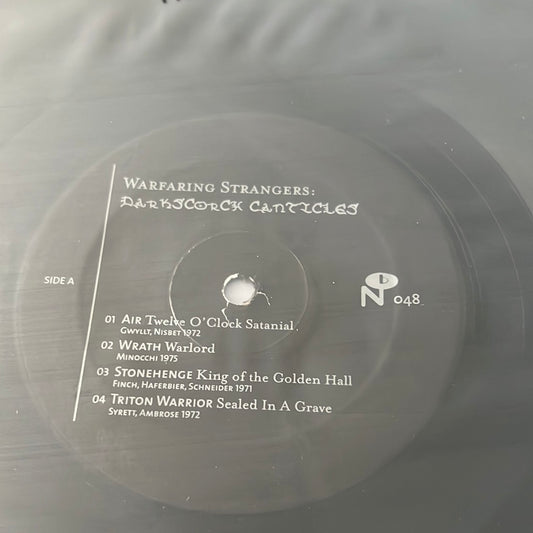 WARFARING STRANGERS:
DARKSCORCH CANTICLES
SIDE A
N 048
01 AIR Twelve O'Clock Satanial
GWYLLT, NISBET 1972
02 WRATH Warlord
MINOCCHI 1975
03 STONEHENGE King of the Golden Hall
FINCH, HAFERBIER, SCHNEIDER 1971
04 TRITON WARRIOR Sealed In A Grave
SYRETT, AMBROSE 1972